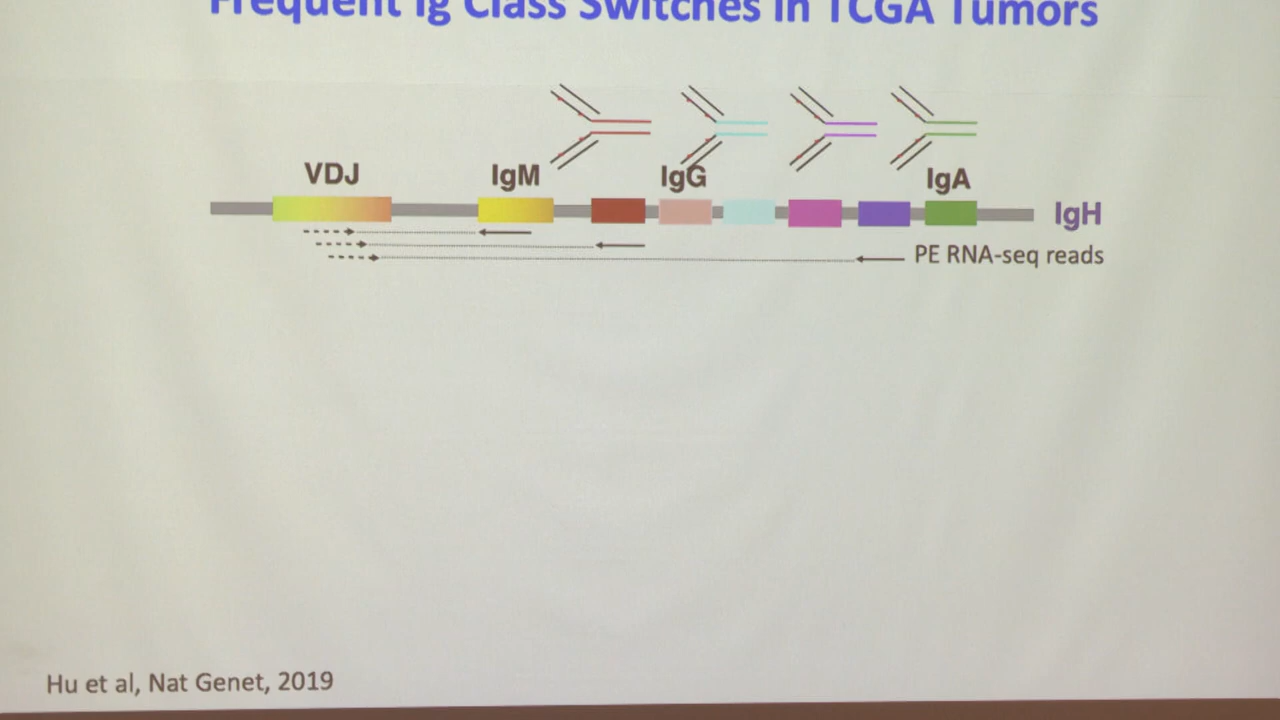 Frequent Ig Class Switches in TCGA Tumors
VDJ
IgM
IgG
IgA
IgH
PE RNA-seq reads
Hu et al, Nat Genet, 2019